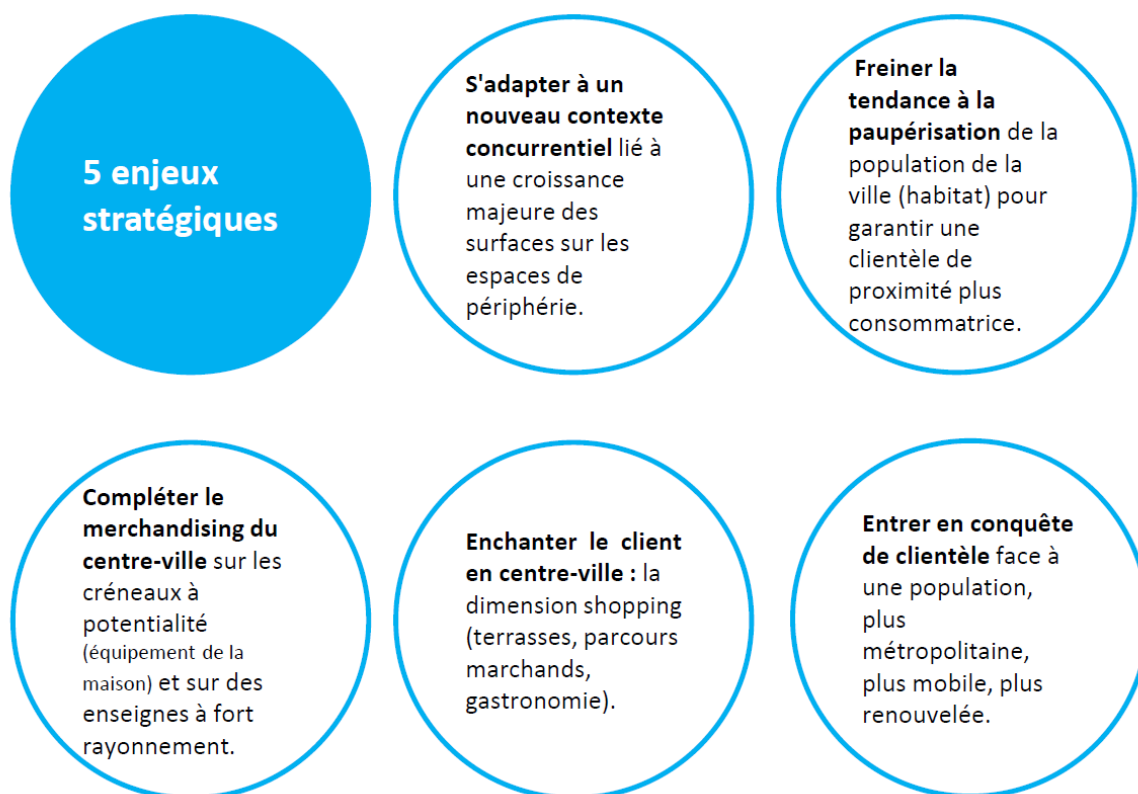 5 enjeux
stratégiques
S'adapter à un
nouveau contexte
concurrentiel lié à
une croissance
majeure des
surfaces sur les
espaces de
périphérie.
Freiner la
tendance à la
paupérisation de la
population de la
ville (habitat) pour
garantir une
clientèle de
proximité plus
consommatrice.
Compléter le
merchandising du
centre-ville sur les
créneaux à
potentialité
(équipement de la
maison) et sur des
enseignes à fort
rayonnement.
Enchanter le client
en centre-ville : la
dimension shopping
(terrasses, parcours
marchands,
gastronomie).
Entrer en conquête
de clientèle face à
une population,
plus
métropolitaine,
plus mobile, plus
renouvelée.